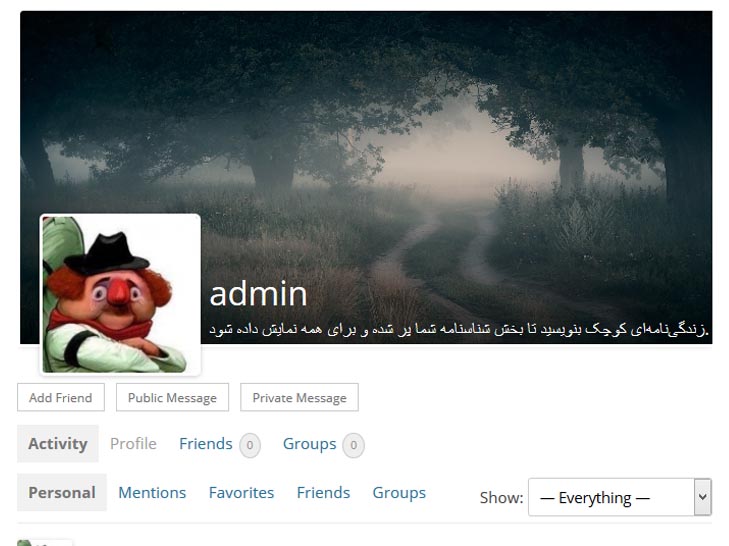 admin
زندگی‌نامه‌ای کوچک بنویسید تا بخش شناسنامه شما پر شده و برای همه نمایش داده شود.
Add Friend Public Message Private Message
Activity Profile Friends 0 Groups 0
Personal Mentions Favorites Friends Groups Show: — Everything —